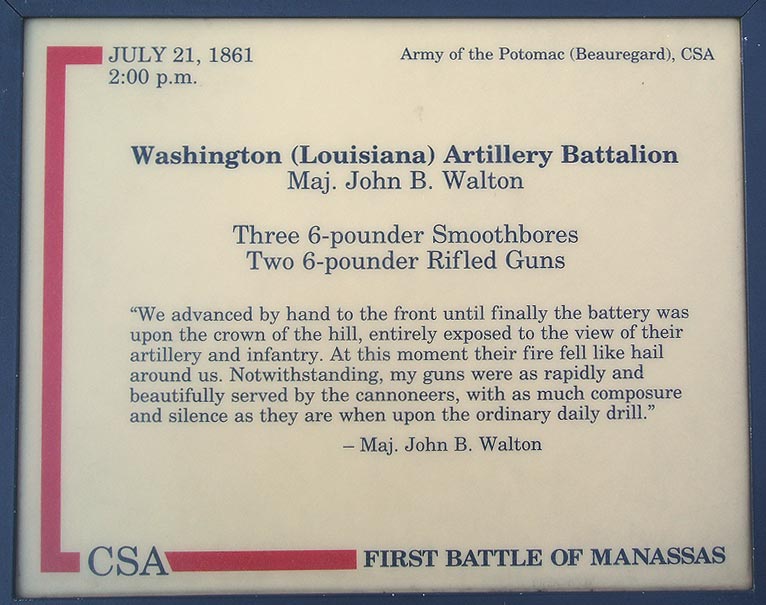 JULY 21, 1861
Army of the Potomac (Beauregard), CSA
2:00 p.m.
Washington (Louisiana) Artillery Battalion
Maj. John B. Walton
Three 6-pounder Smoothbores
Two 6-pounder Rifled Guns
“We advanced by hand to the front until finally the battery was
upon the crown of the hill, entirely exposed to the view of their
artillery and infantry. At this moment their fire fell like hail
around us. Notwithstanding, my guns were as rapidly and
beautifully served by the cannoneers, with as much composure
and silence as they are when upon the ordinary daily drill.”
– Maj. John B. Walton
CSA
FIRST BATTLE OF MANASSAS